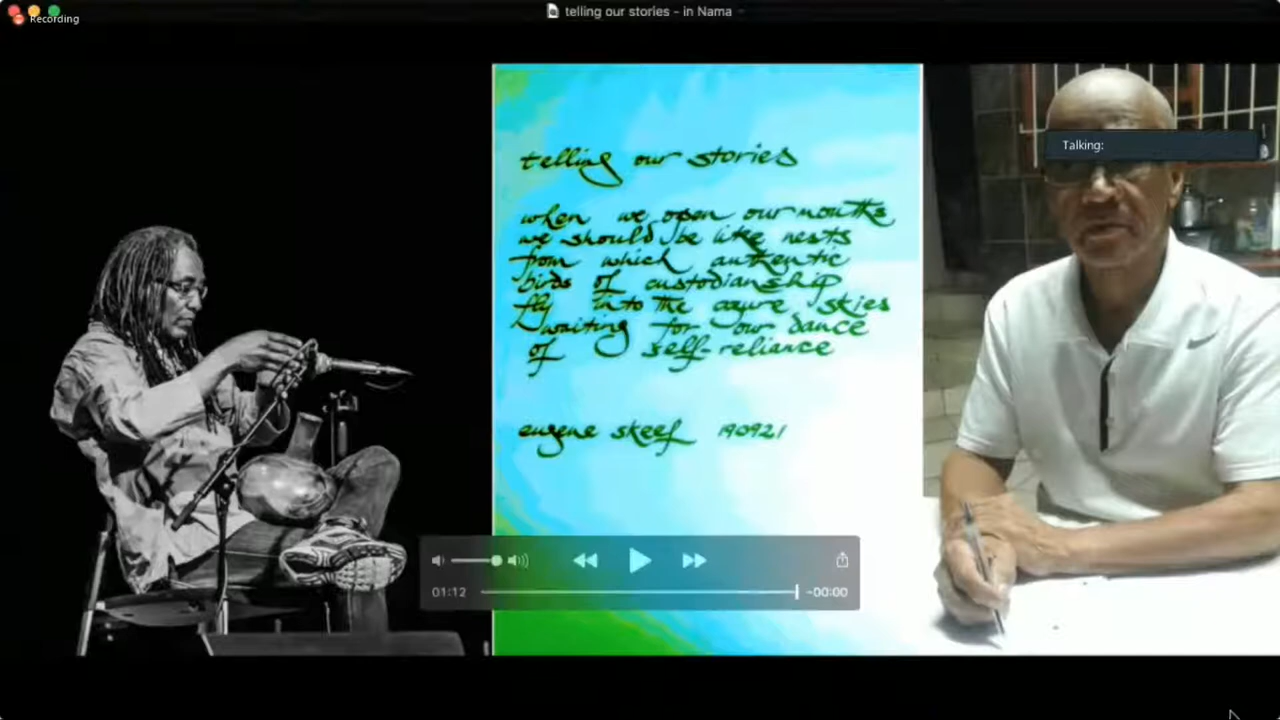 Recording
telling our stories - in Nama
telling our stories
when we open our mouths
we should be like nests
from which authentic
birds of custodianship
fly into the azure skies
waiting for our dance
of self-reliance
eugene skeef 190921
Talking:
01:12
-00:00